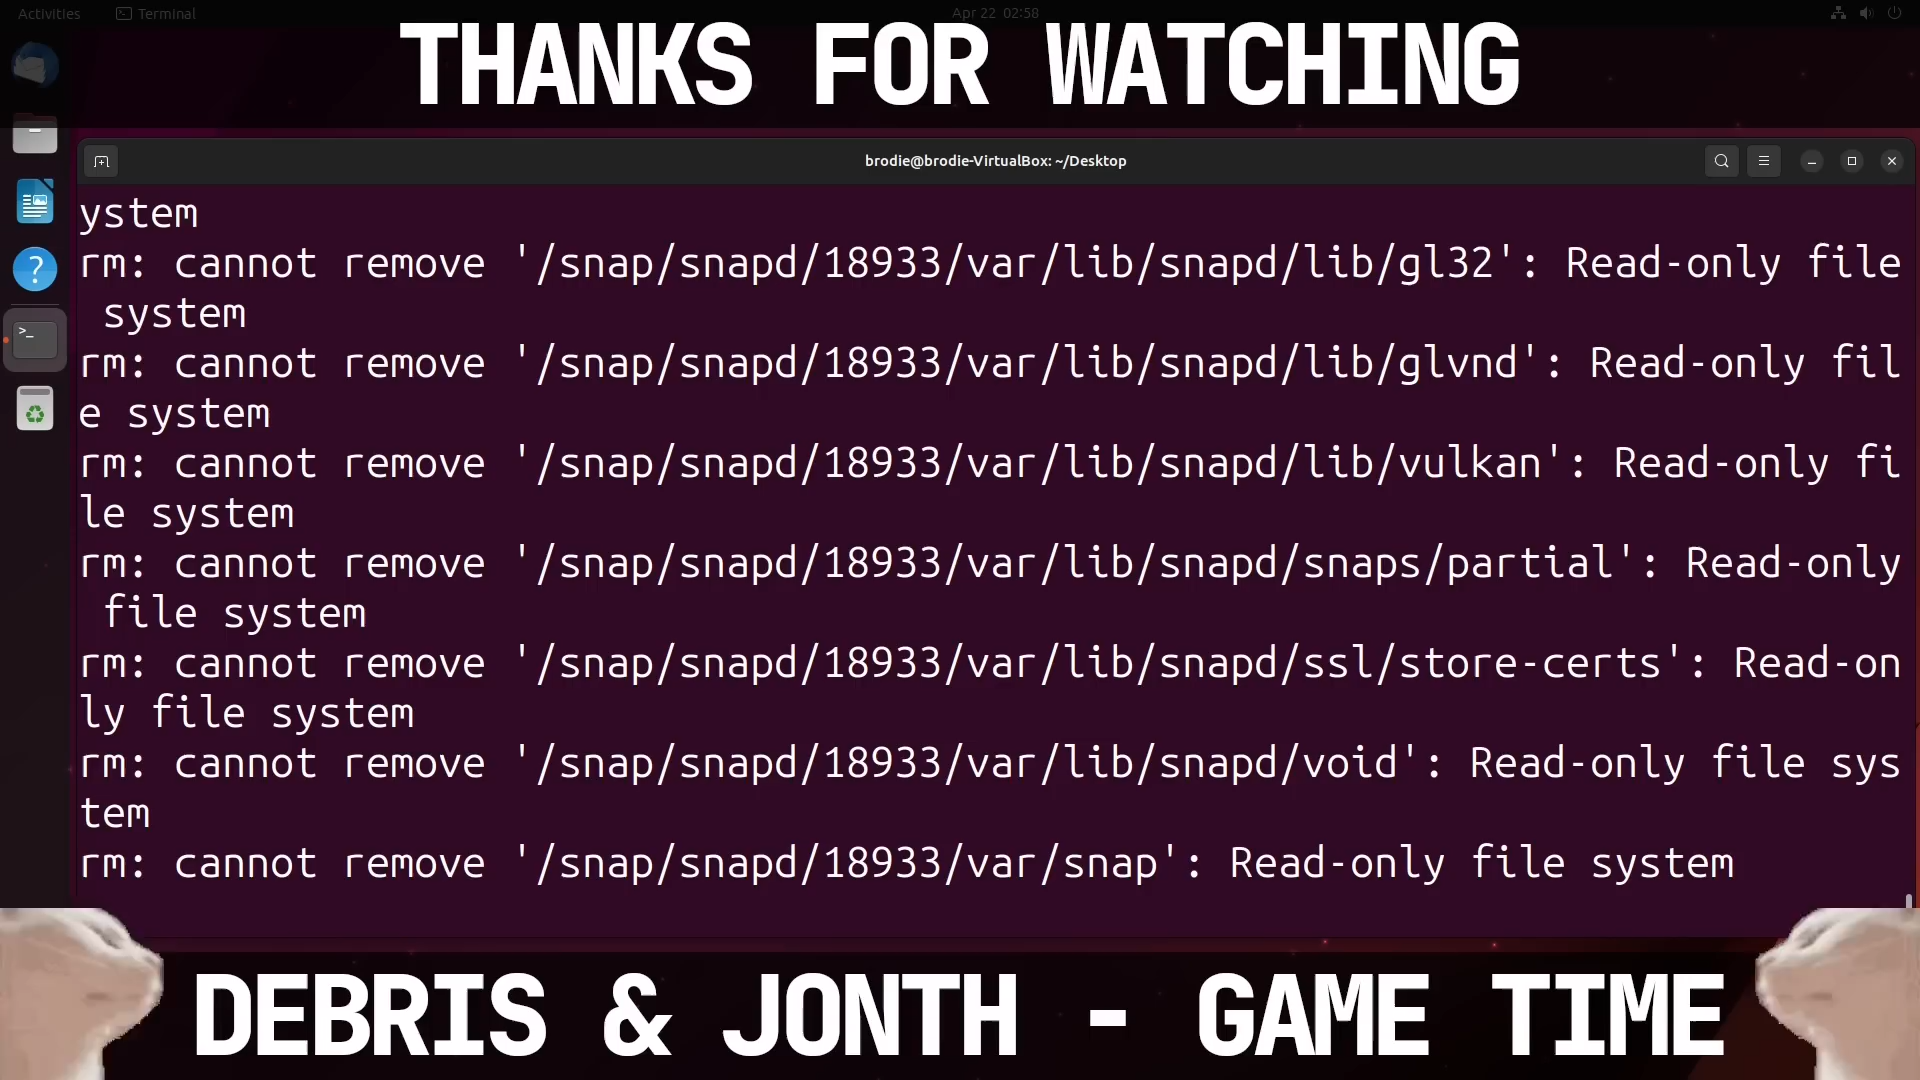 Activities Terminal Apr 22 02:58
THANKS FOR WATCHING
brodie@brodie-VirtualBox: ~/Desktop
ystem
rm: cannot remove '/snap/snapd/18933/var/lib/snapd/lib/gl32': Read-only file
 system
rm: cannot remove '/snap/snapd/18933/var/lib/snapd/lib/glvnd': Read-only fil
e system
rm: cannot remove '/snap/snapd/18933/var/lib/snapd/lib/vulkan': Read-only fi
le system
rm: cannot remove '/snap/snapd/18933/var/lib/snapd/snaps/partial': Read-only
 file system
rm: cannot remove '/snap/snapd/18933/var/lib/snapd/ssl/store-certs': Read-on
ly file system
rm: cannot remove '/snap/snapd/18933/var/lib/snapd/void': Read-only file sys
tem
rm: cannot remove '/snap/snapd/18933/var/snap': Read-only file system
DEBRIS & JONTH - GAME TIME